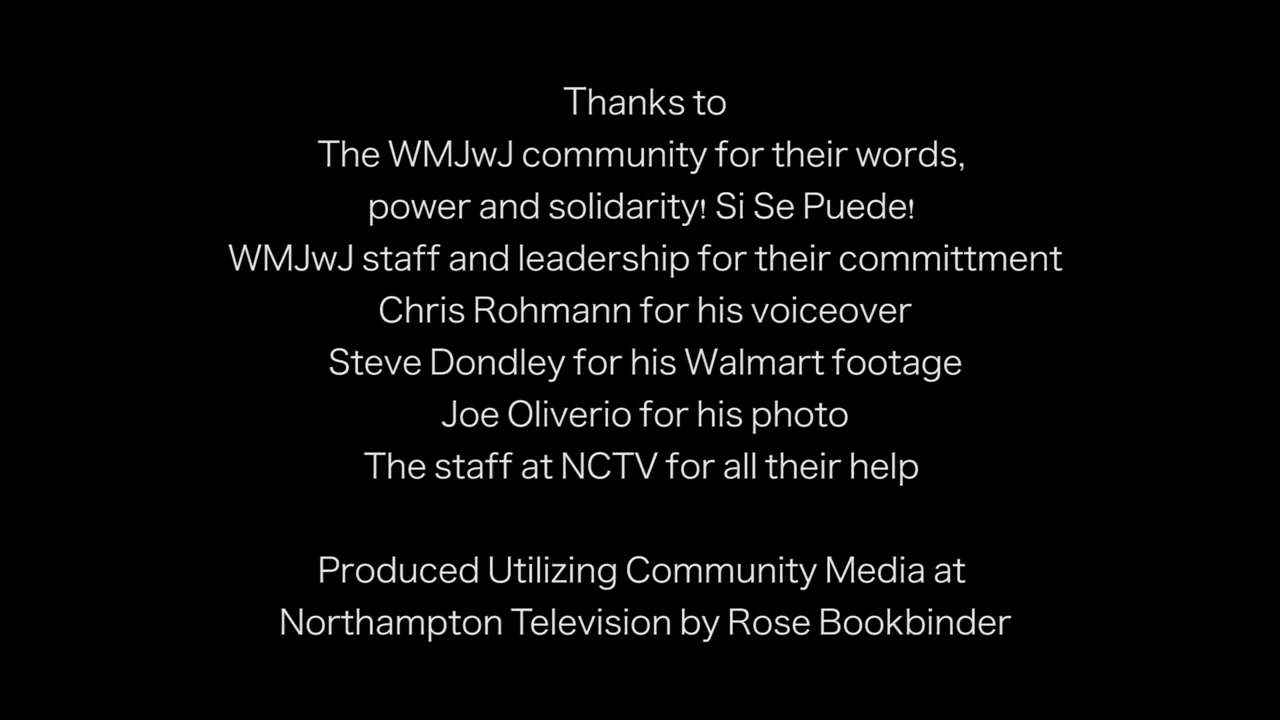 Thanks to
The WMJwJ community for their words,
power and solidarity! Si Se Puede!
WMJwJ staff and leadership for their committment
Chris Rohmann for his voiceover
Steve Dondley for his Walmart footage
Joe Oliverio for his photo
The staff at NCTV for all their help
Produced Utilizing Community Media at
Northampton Television by Rose Bookbinder